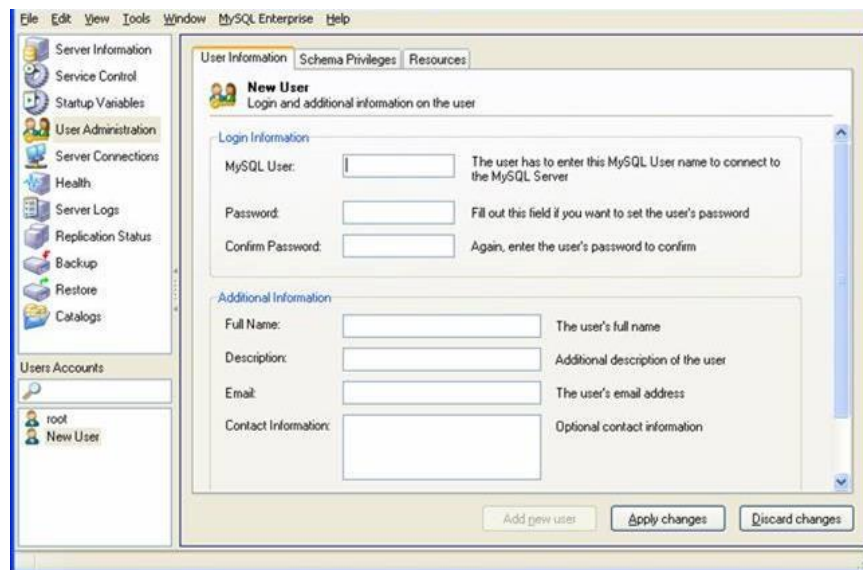 File Edit View Tools Window MySQL Enterprise Help
Server Information
Service Control
Startup Variables
User Administration
Server Connections
Health
Server Logs
Replication Status
Backup
Restore
Catalogs
Users Accounts
root
New User
User Information Schema Privileges Resources
New User
Login and additional information on the user
Login Information
MySQL User: The user has to enter this MySQL User name to connect to
the MySQL Server
Password: Fill out this field if you want to set the user's password
Confirm Password: Again, enter the user's password to confirm
Additional Information
Full Name: The user's full name
Description: Additional description of the user
Email: The user's email address
Contact Information: Optional contact information
Add new user Apply changes Discard changes